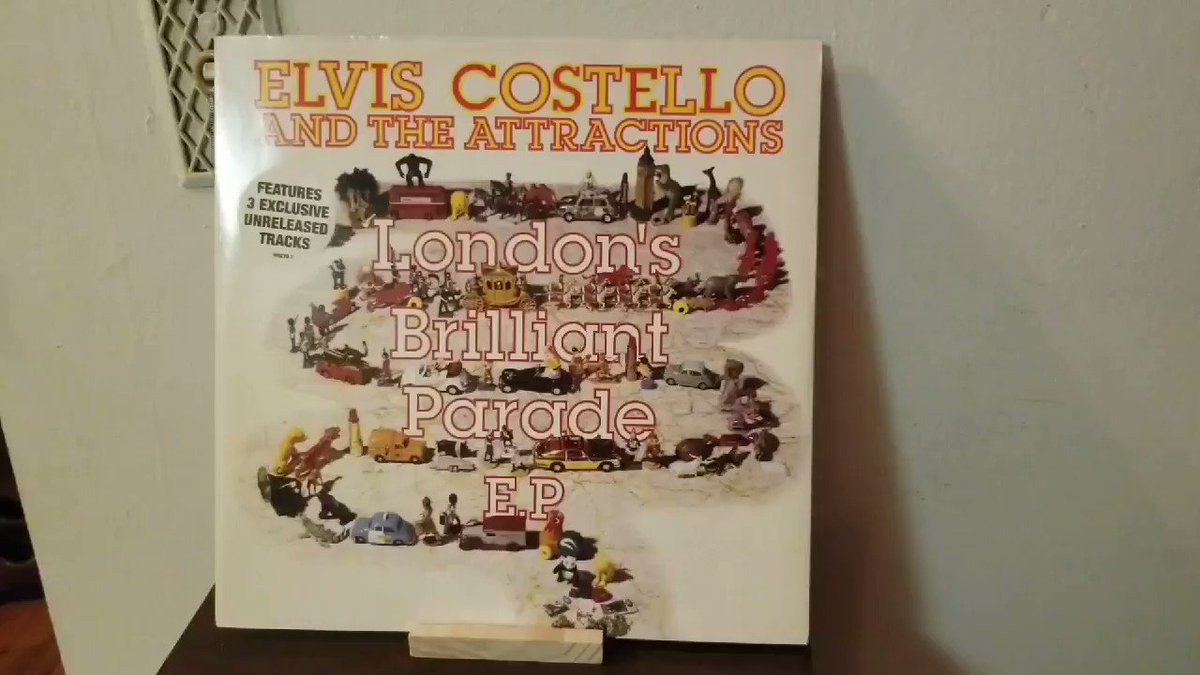 ELVIS COSTELLO
AND THE ATTRACTIONS
FEATURES
3 EXCLUSIVE
UNRELEASED
TRACKS
London's
Brilliant
Parade
E.P